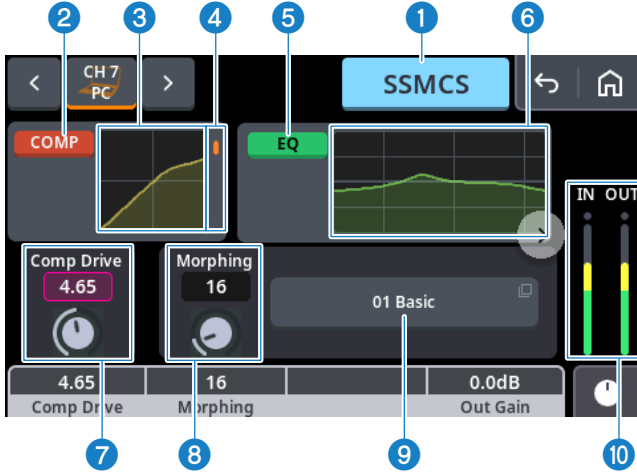 2 3 4 5 1 6
CH 7
PC
SSMCS
COMP
EQ
IN OUT
Comp Drive
4.65
Morphing
16
01 Basic
4.65 16 0.0dB
Comp Drive Morphing Out Gain
7 8 9 10